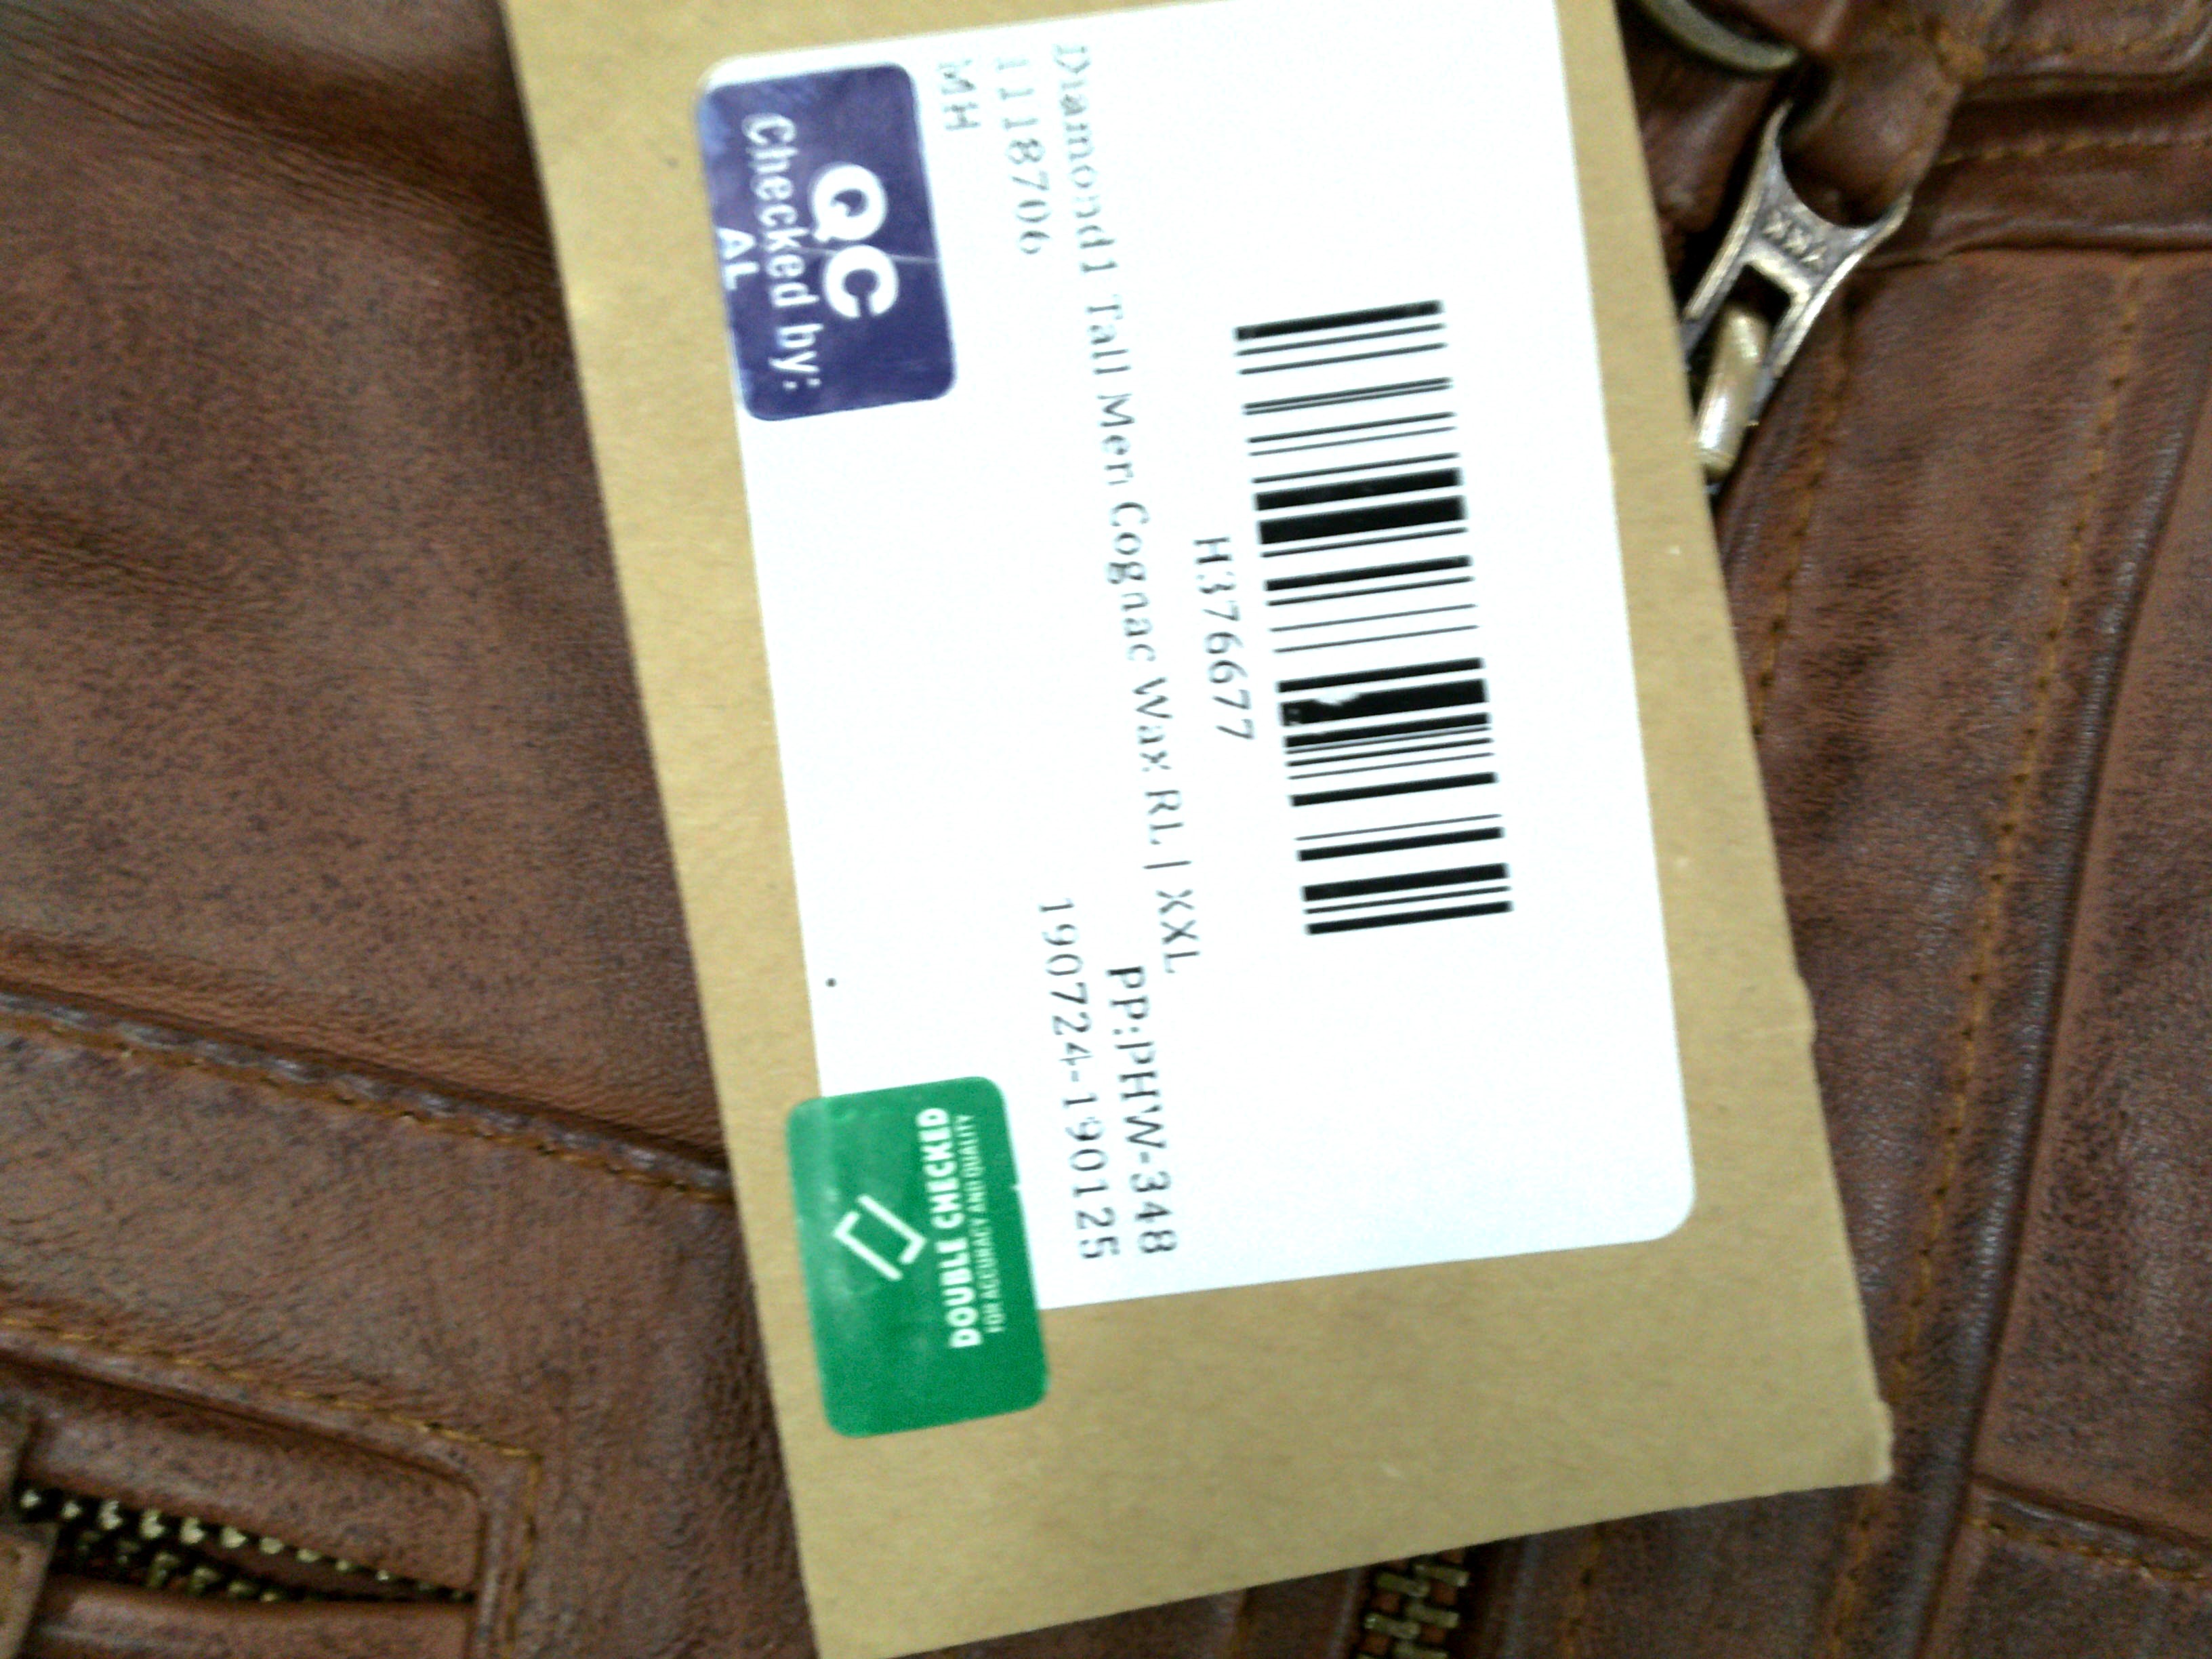 H376677
Diamond1 Tall Men Cognac Wax RL | XXL
PP:PHW-348
1118706
190724-190125
MH
QC
Checked by:
AL
DOUBLE CHECKED
FOR ACCURACY AND QUALITY
YKK